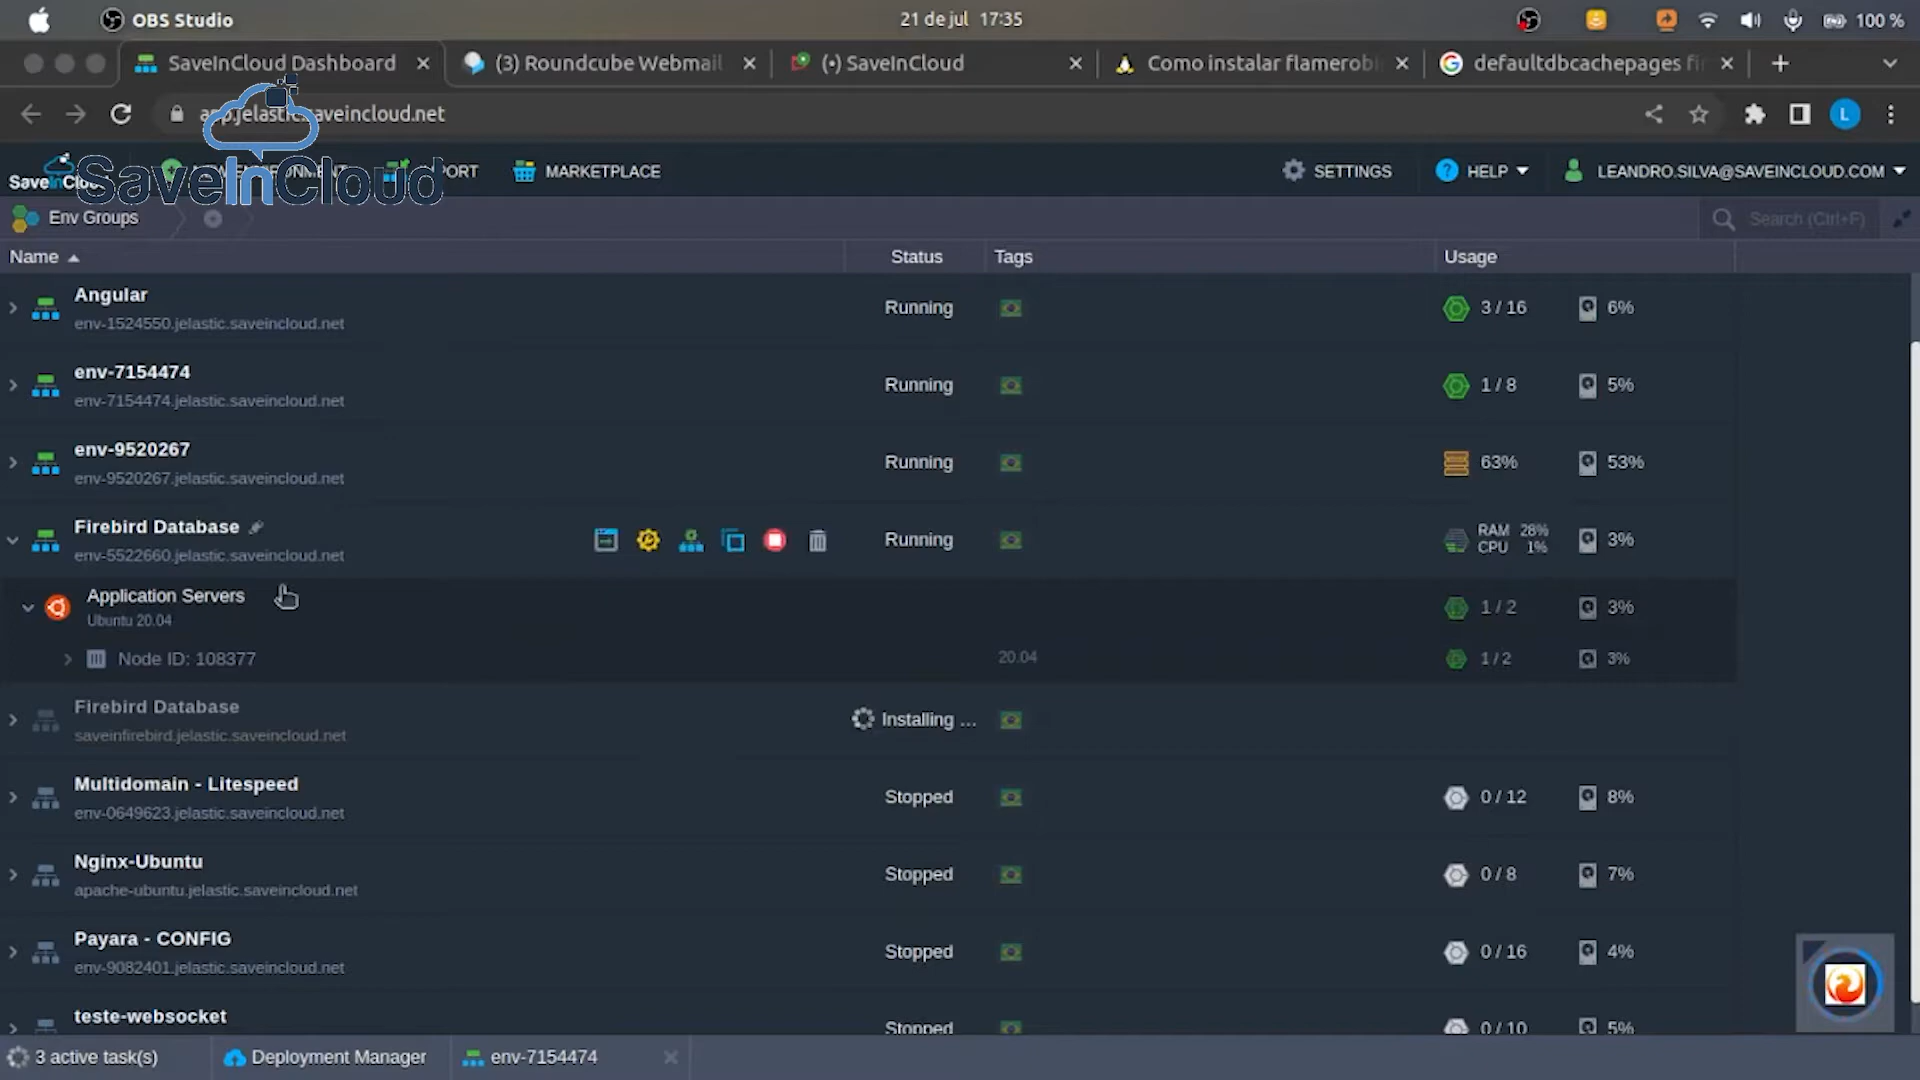 OBS Studio
21 de jul 17:35
100 %
SaveInCloud Dashboard
(3) Roundcube Webmail
(•) SaveInCloud
Como instalar flamerobi
defaultdbcachepages fir
L
SaveInCloud
SETTINGS
HELP
LEANDRO.SILVA@SAVEINCLOUD.COM
MARKETPLACE
Env Groups
Search (Ctrl+F)
Name
Status
Tags
Usage
Angular
env-1524550.jelastic.saveincloud.net
Running
3 / 16
6%
env-7154474
env-7154474.jelastic.saveincloud.net
Running
1 / 8
5%
env-9520267
env-9520267.jelastic.saveincloud.net
Running
63%
53%
Firebird Database
env-5522660.jelastic.saveincloud.net
Running
RAM 28%
CPU 1%
3%
Application Servers
Ubuntu 20.04
1 / 2
3%
Node ID: 108377
20.04
1 / 2
3%
Firebird Database
saveinfirebird.jelastic.saveincloud.net
Installing ...
Multidomain - Litespeed
env-0649623.jelastic.saveincloud.net
Stopped
0 / 12
8%
Nginx-Ubuntu
apache-ubuntu.jelastic.saveincloud.net
Stopped
0 / 8
7%
Payara - CONFIG
env-9082401.jelastic.saveincloud.net
Stopped
0 / 16
4%
teste-websocket
Stopped
0 / 10
5%
3 active task(s)
Deployment Manager
env-7154474